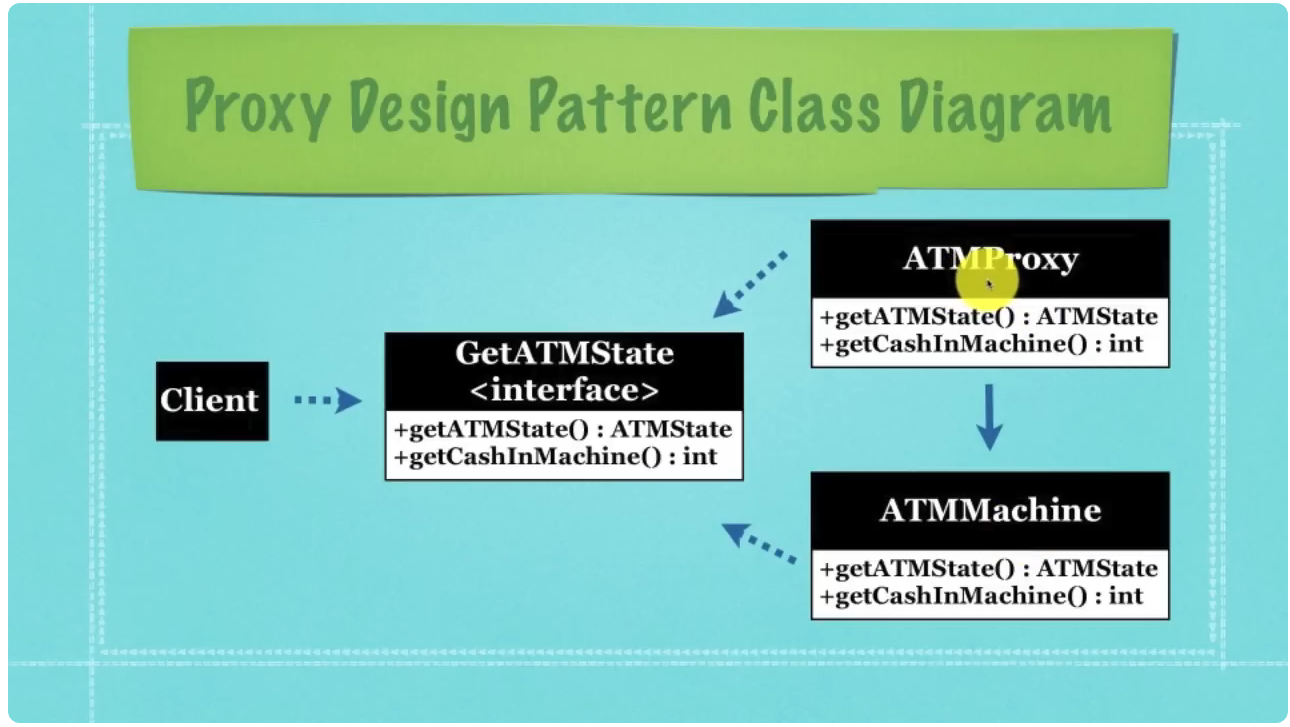 Proxy Design Pattern Class Diagram
ATMProxy
+getATMState() : ATMState
+getCashInMachine() : int
GetATMState
<interface>
+getATMState() : ATMState
+getCashInMachine() : int
Client
ATMMachine
+getATMState() : ATMState
+getCashInMachine() : int